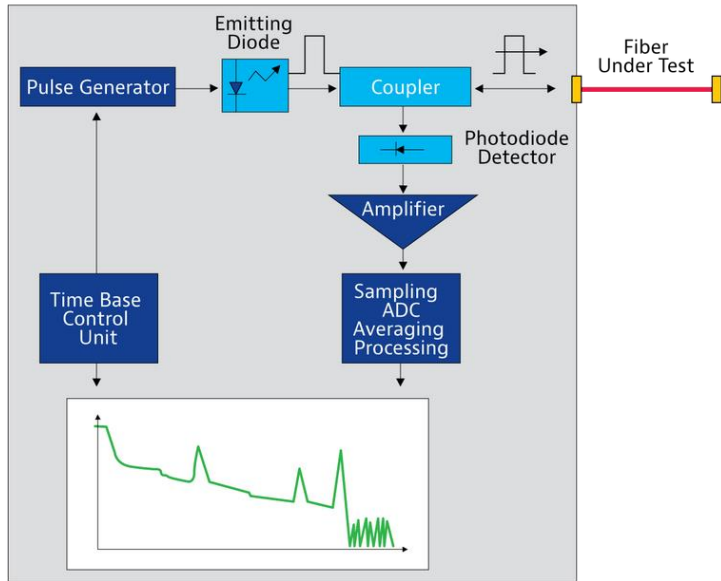 Emitting
Diode
Fiber
Under Test
Pulse Generator
Coupler
Photodiode
Detector
Amplifier
Time Base
Control
Unit
Sampling
ADC
Averaging
Processing